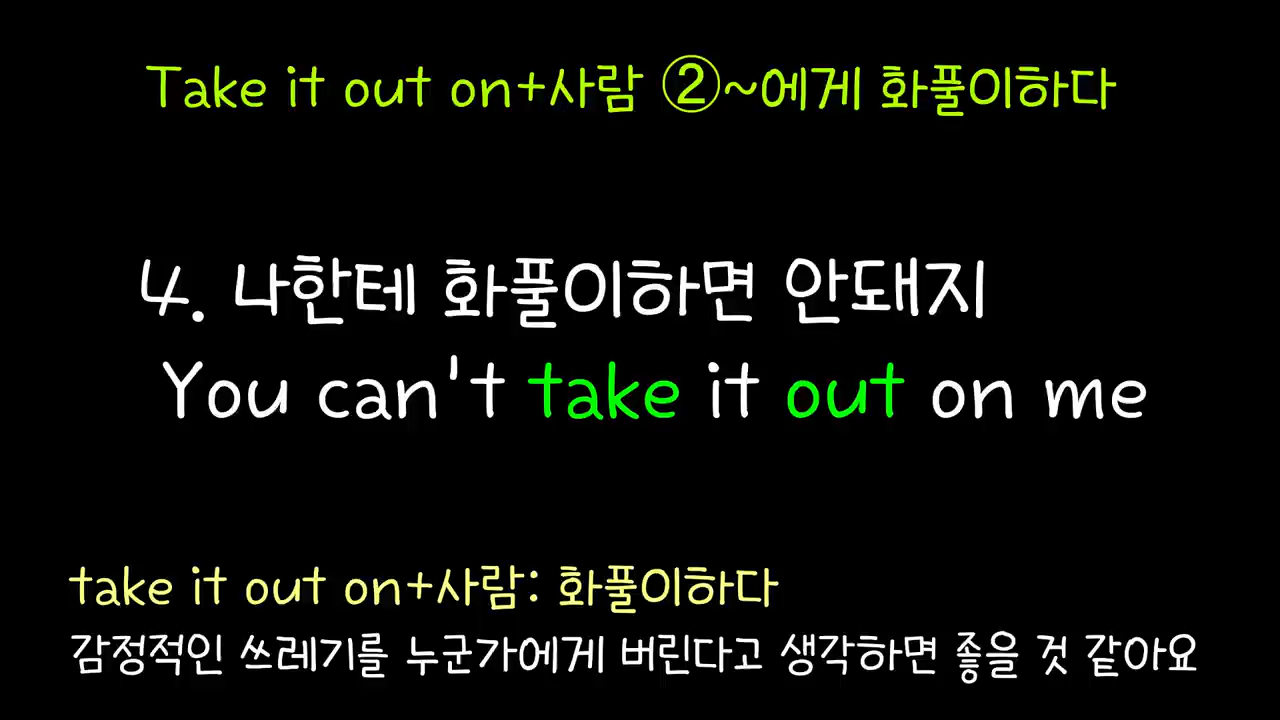 Take it out on+사람 ②~에게 화풀이하다
4. 나한테 화풀이하면 안돼지
You can't take it out on me
take it out on+사람: 화풀이하다
감정적인 쓰레기를 누군가에게 버린다고 생각하면 좋을 것 같아요